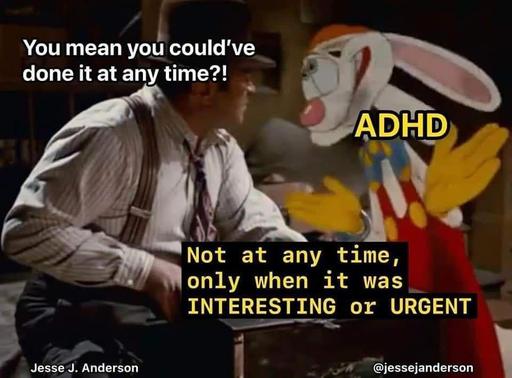 You mean you could've
done it at any time?!
ADHD
Not at any time,
only when it was
INTERESTING or URGENT
Jesse J. Anderson
@jessejanderson